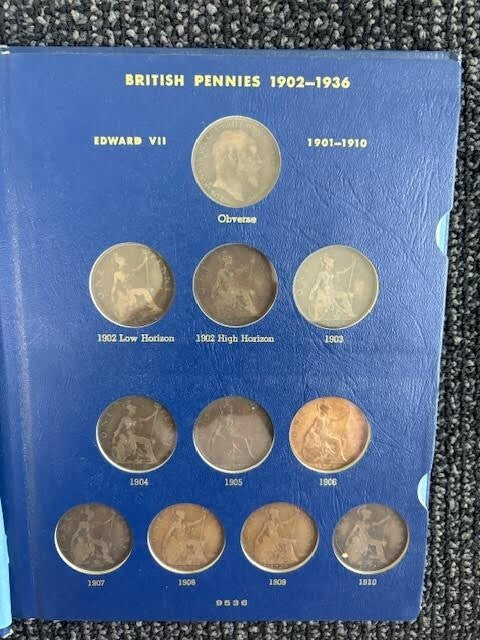 BRITISH PENNIES 1902-1936
EDWARD VII 1901-1910
Obverse
1902 Low Horizon 1902 High Horizon 1903
1904 1905 1906
1907 1908 1909 1910
9536